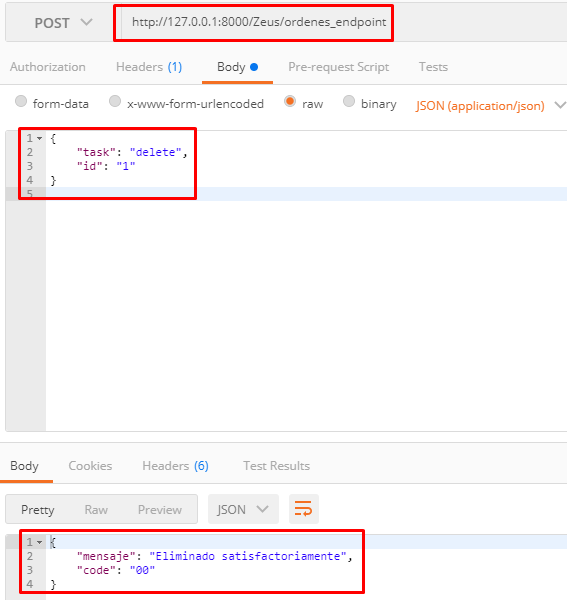 POST http://127.0.0.1:8000/Zeus/ordenes_endpoint
Authorization Headers (1) Body Pre-request Script Tests
form-data x-www-form-urlencoded raw binary JSON (application/json)
1 {
2 "task": "delete",
3 "id": "1"
4 }
5
Body Cookies Headers (6) Test Results
Pretty Raw Preview JSON
1 {
2 "mensaje": "Eliminado satisfactoriamente",
3 "code": "00"
4 }